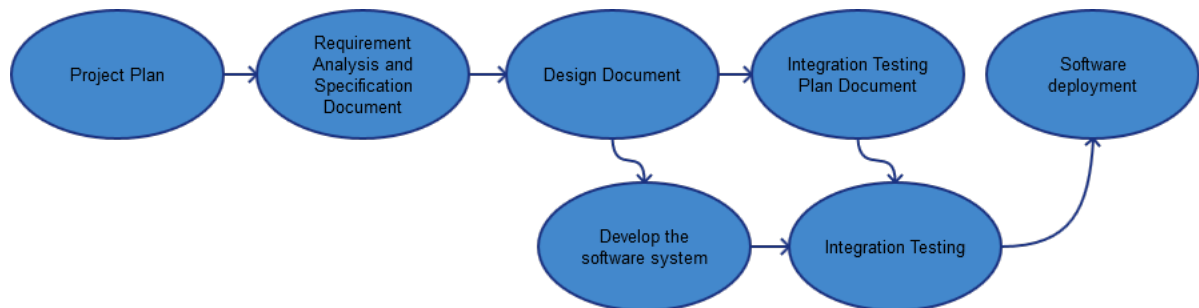 Project Plan
Requirement
Analysis and
Specification
Document
Design Document
Integration Testing
Plan Document
Software
deployment
Develop the
software system
Integration Testing